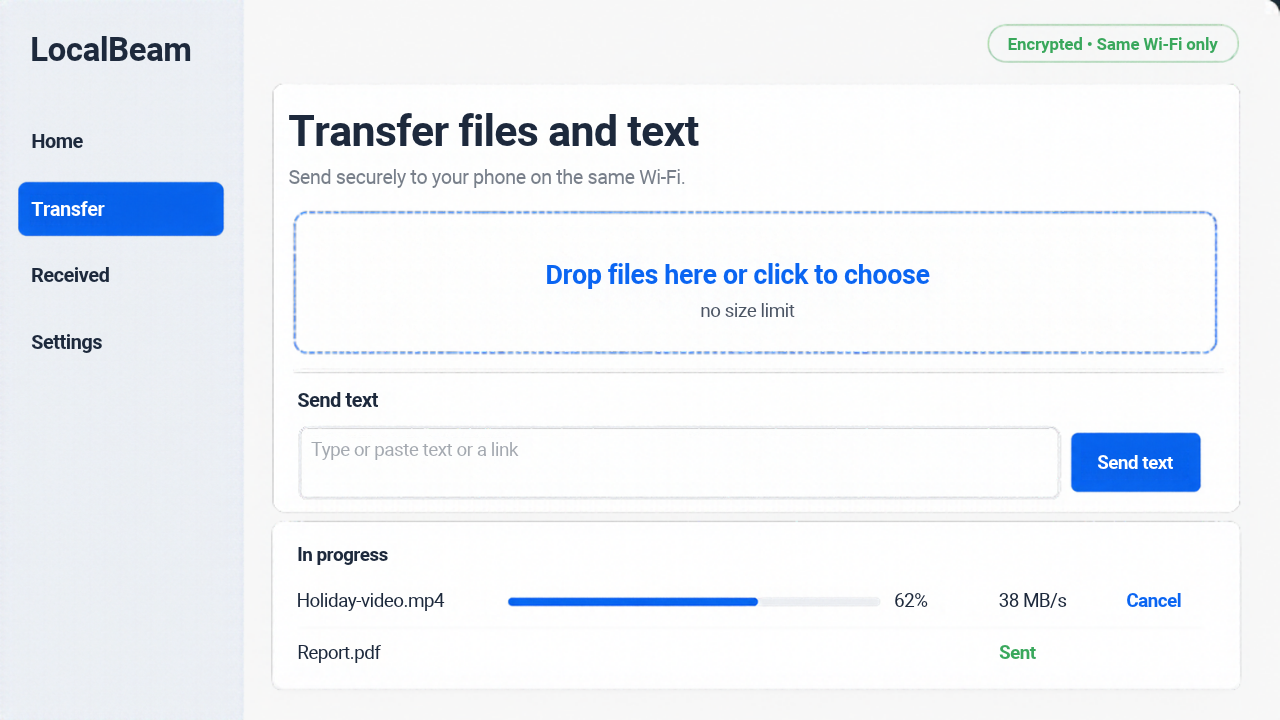 LocalBeam
Home
Transfer
Received
Settings
Encrypted • Same Wi-Fi only
Transfer files and text
Send securely to your phone on the same Wi-Fi.
Drop files here or click to choose
no size limit
Send text
Type or paste text or a link
Send text
In progress
Holiday-video.mp4 62% 38 MB/s Cancel
Report.pdf Sent